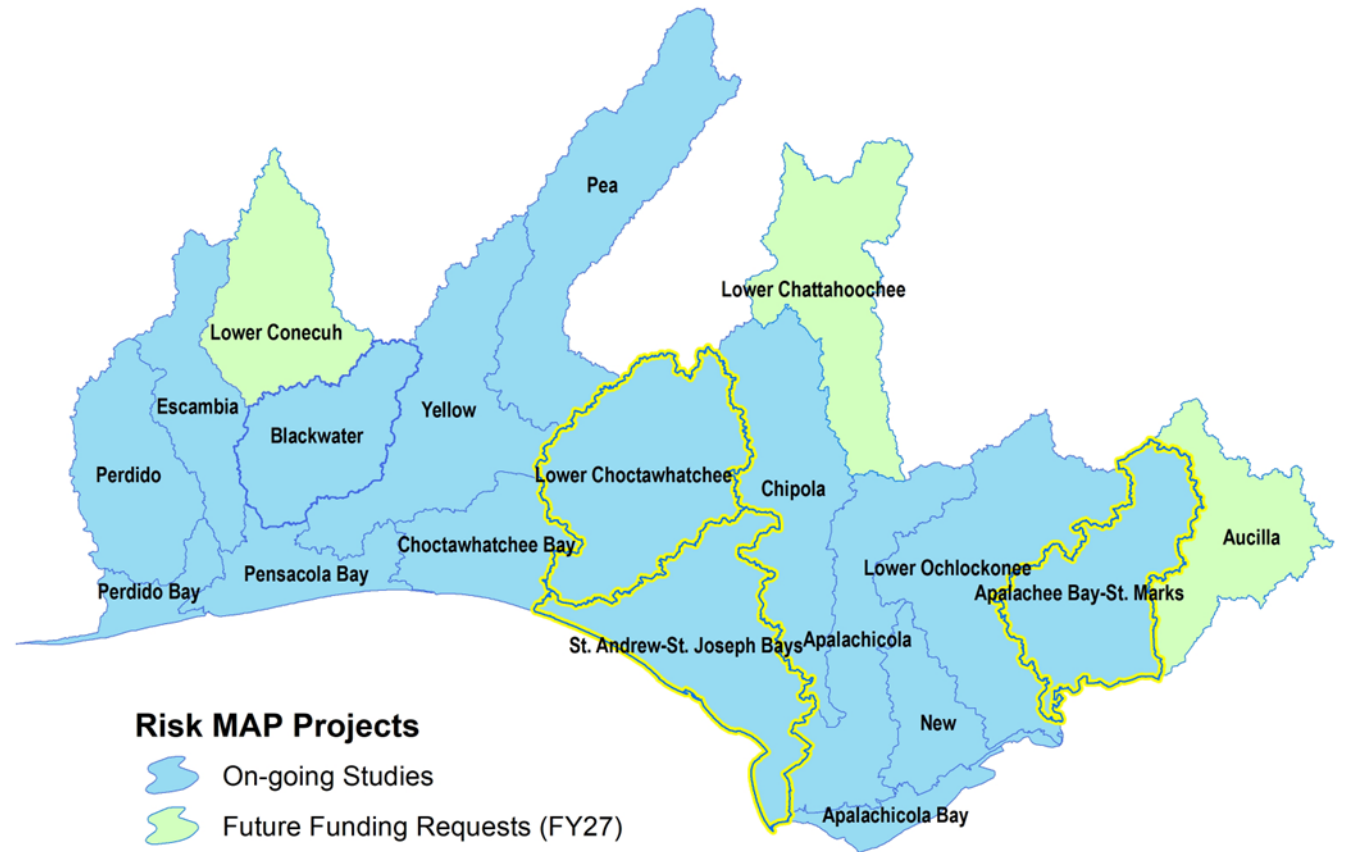 Pea
Lower Chattahoochee
Lower Conecuh
Escambia
Yellow
Blackwater
Perdido
Lower Choctawhatchee
Chipola
Aucilla
Choctawhatchee Bay
Pensacola Bay
Lower Ochlockonee
Perdido Bay
Apalachee Bay-St. Marks
St. Andrew-St. Joseph Bays
Apalachicola
New
Apalachicola Bay
Risk MAP Projects
On-going Studies
Future Funding Requests (FY27)